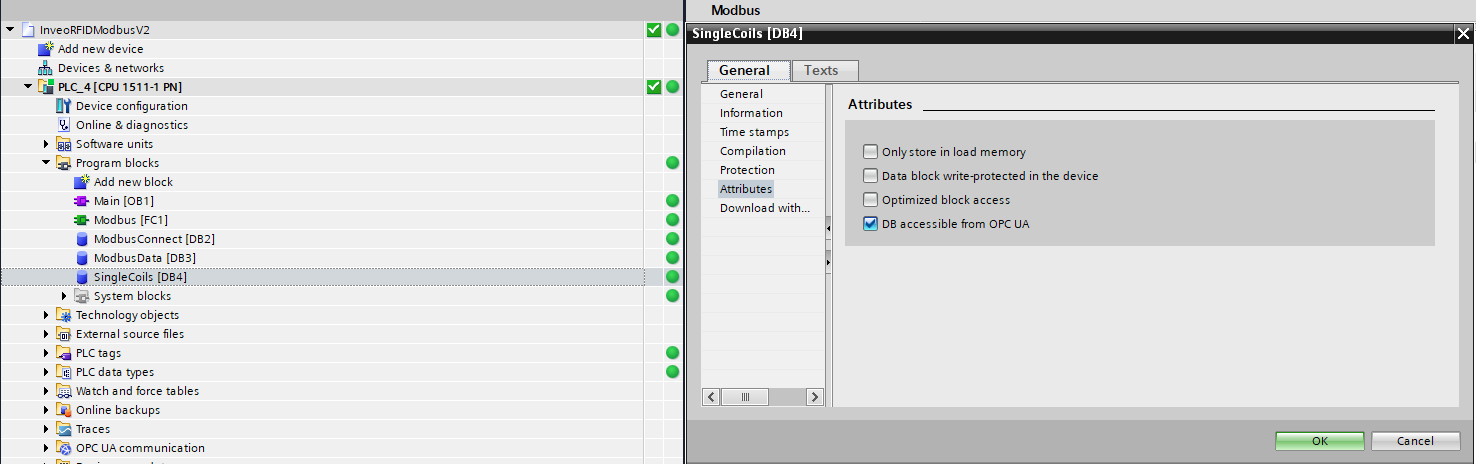 InveoRFIDModbusV2
Add new device
Devices & networks
PLC_4 [CPU 1511-1 PN]
Device configuration
Online & diagnostics
Software units
Program blocks
Add new block
Main [OB1]
Modbus [FC1]
ModbusConnect [DB2]
ModbusData [DB3]
SingleCoils [DB4]
System blocks
Technology objects
External source files
PLC tags
PLC data types
Watch and force tables
Online backups
Traces
OPC UA communication
Modbus
SingleCoils [DB4]
General
Texts
General
Information
Time stamps
Compilation
Protection
Attributes
Download with...
Attributes
Only store in load memory
Data block write-protected in the device
Optimized block access
DB accessible from OPC UA
OK
Cancel